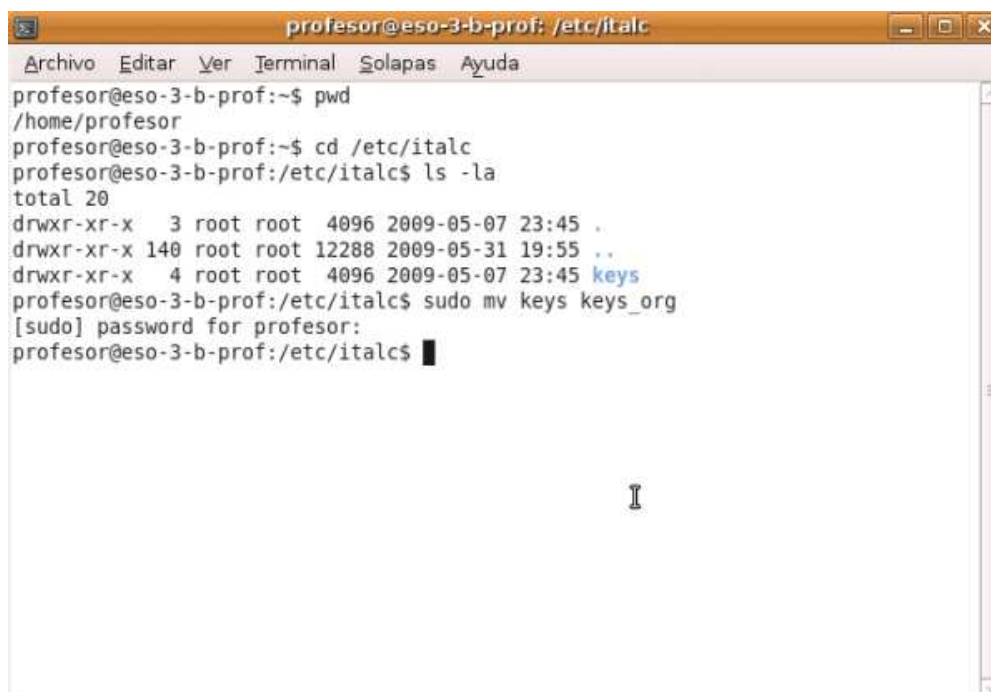 profesor@eso-3-b-prof: /etc/italc
Archivo Editar Ver Terminal Solapas Ayuda
profesor@eso-3-b-prof:~$ pwd
/home/profesor
profesor@eso-3-b-prof:~$ cd /etc/italc
profesor@eso-3-b-prof:/etc/italc$ ls -la
total 20
drwxr-xr-x   3 root root  4096 2009-05-07 23:45 .
drwxr-xr-x 140 root root 12288 2009-05-31 19:55 ..
drwxr-xr-x   4 root root  4096 2009-05-07 23:45 keys
profesor@eso-3-b-prof:/etc/italc$ sudo mv keys keys_org
[sudo] password for profesor:
profesor@eso-3-b-prof:/etc/italc$